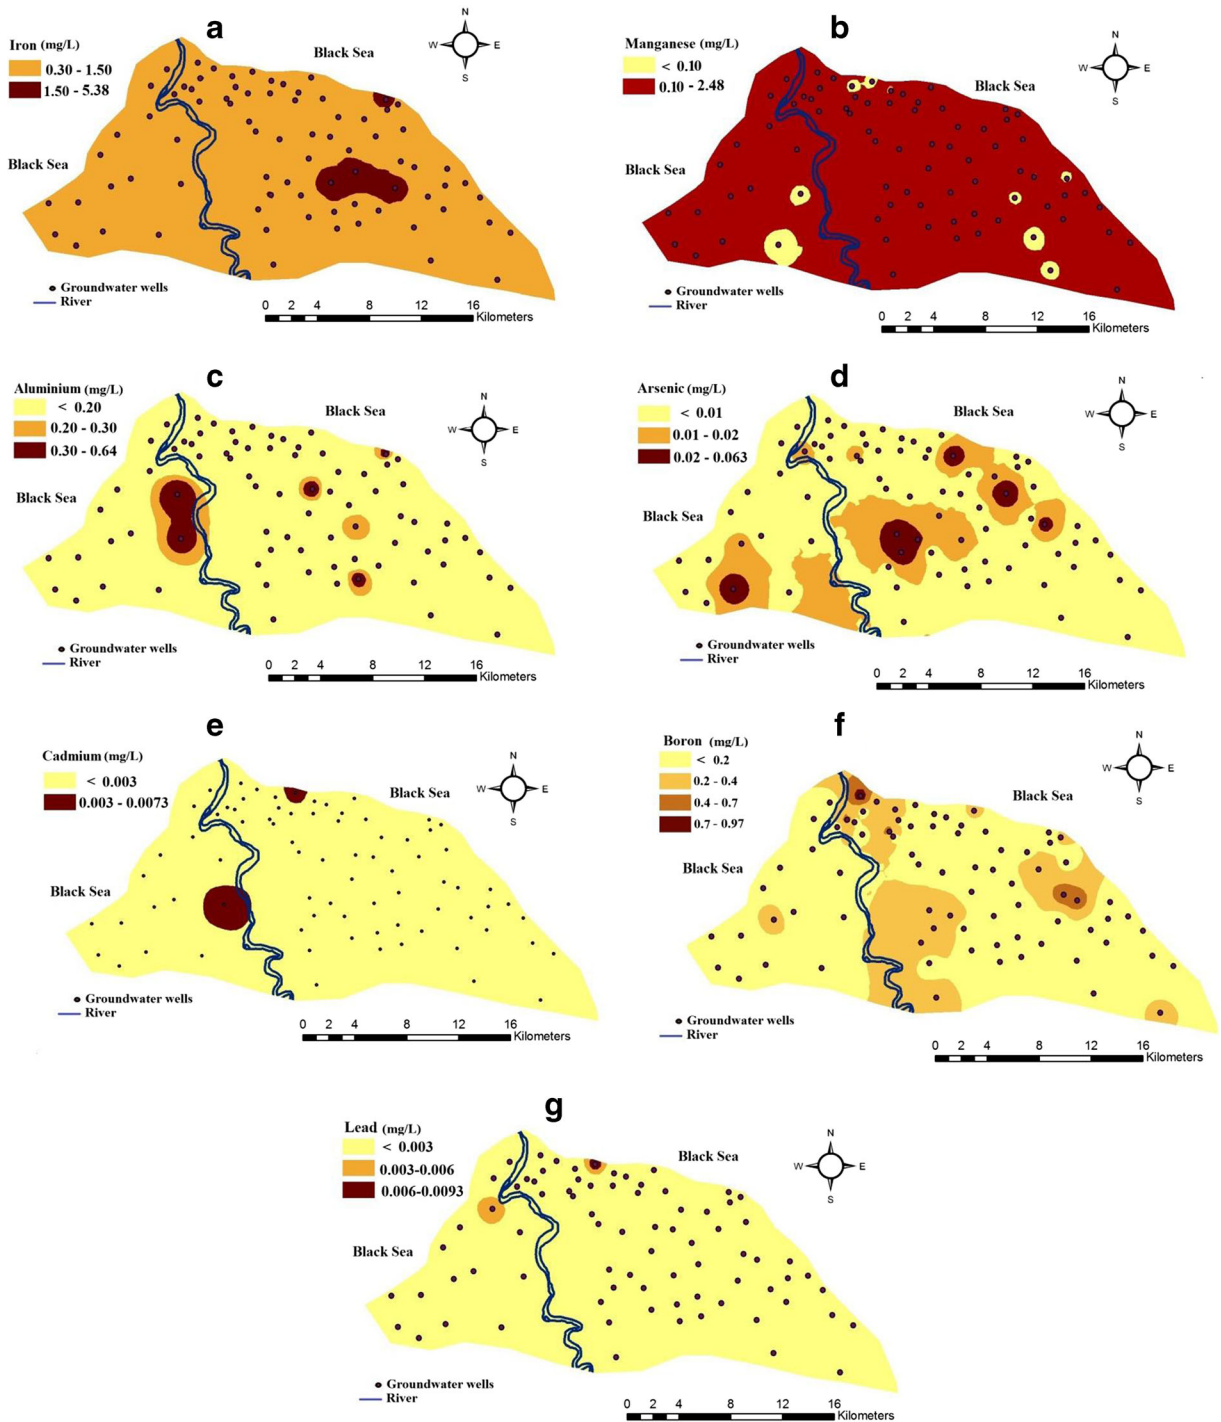 a
Iron (mg/L)
0.30 - 1.50
1.50 - 5.38
Black Sea
N
W E
S
Black Sea
Groundwater wells
River
0 2 4 8 12 16
Kilometers
b
Manganese (mg/L)
< 0.10
0.10 - 2.48
Black Sea
N
W E
S
Black Sea
Groundwater wells
River
0 2 4 8 12 16
Kilometers
c
Aluminium (mg/L)
< 0.20
0.20 - 0.30
0.30 - 0.64
Black Sea
N
W E
S
Black Sea
Groundwater wells
River
0 2 4 8 12 16
Kilometers
d
Arsenic (mg/L)
< 0.01
0.01 - 0.02
0.02 - 0.063
Black Sea
N
W E
S
Black Sea
Groundwater wells
River
0 2 4 8 12 16
Kilometers
e
Cadmium (mg/L)
< 0.003
0.003 - 0.0073
Black Sea
N
W E
S
Black Sea
Groundwater wells
River
0 2 4 8 12 16
Kilometers
f
Boron (mg/L)
< 0.2
0.2 - 0.4
0.4 - 0.7
0.7 - 0.97
Black Sea
N
W E
S
Black Sea
Groundwater wells
River
0 2 4 8 12 16
Kilometers
g
Lead (mg/L)
< 0.003
0.003-0.006
0.006-0.0093
Black Sea
N
W E
S
Black Sea
Groundwater wells
River
0 2 4 8 12 16
Kilometers